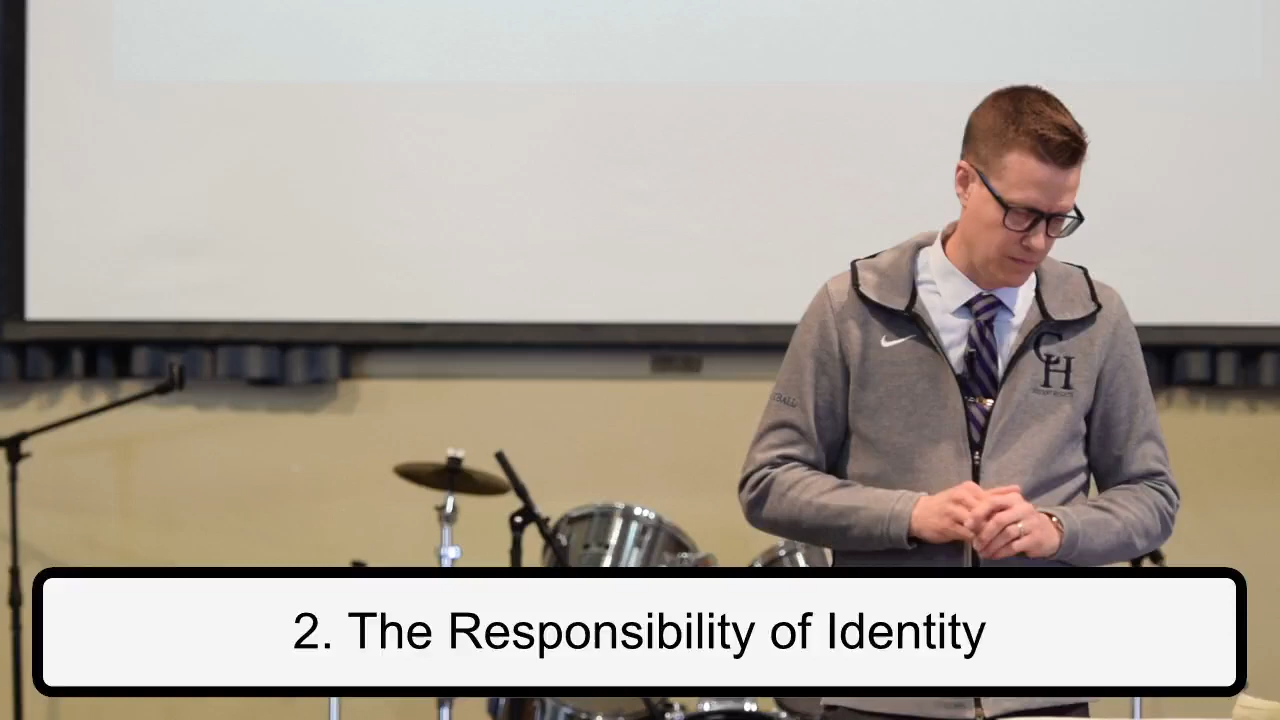 CH
2. The Responsibility of Identity